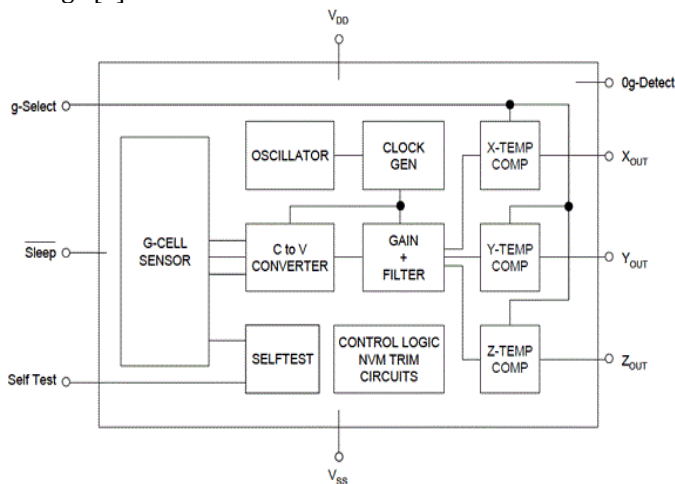 V_DD
g-Select
0g-Detect
OSCILLATOR
CLOCK
GEN
X-TEMP
COMP
X_OUT
G-CELL
SENSOR
Sleep
C to V
CONVERTER
GAIN
+
FILTER
Y-TEMP
COMP
Y_OUT
Self Test
SELFTEST
CONTROL LOGIC
NVM TRIM
CIRCUITS
Z-TEMP
COMP
Z_OUT
V_SS